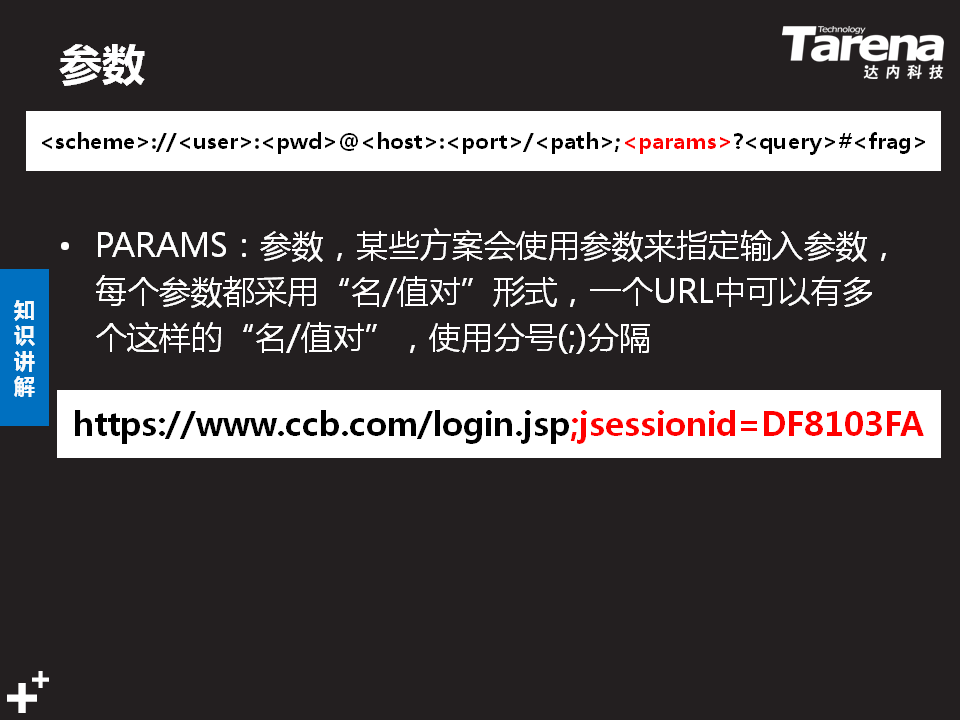 参数
Technology
Tarena
达内科技
<scheme>://<user>:<pwd>@<host>:<port>/<path>;<params>?<query>#<frag>
• PARAMS：参数，某些方案会使用参数来指定输入参数，
每个参数都采用“名/值对”形式，一个URL中可以有多
个这样的“名/值对”，使用分号(;)分隔
知
识
讲
解
https://www.ccb.com/login.jsp;jsessionid=DF8103FA